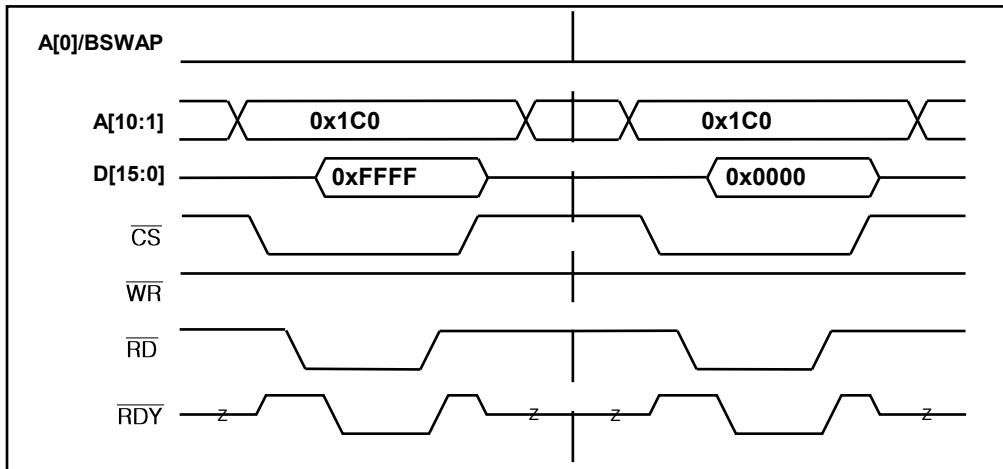 A[0]/BSWAP
A[10:1] 0x1C0 0x1C0
D[15:0] 0xFFFF 0x0000
CS
WR
RD
RDY Z Z Z Z